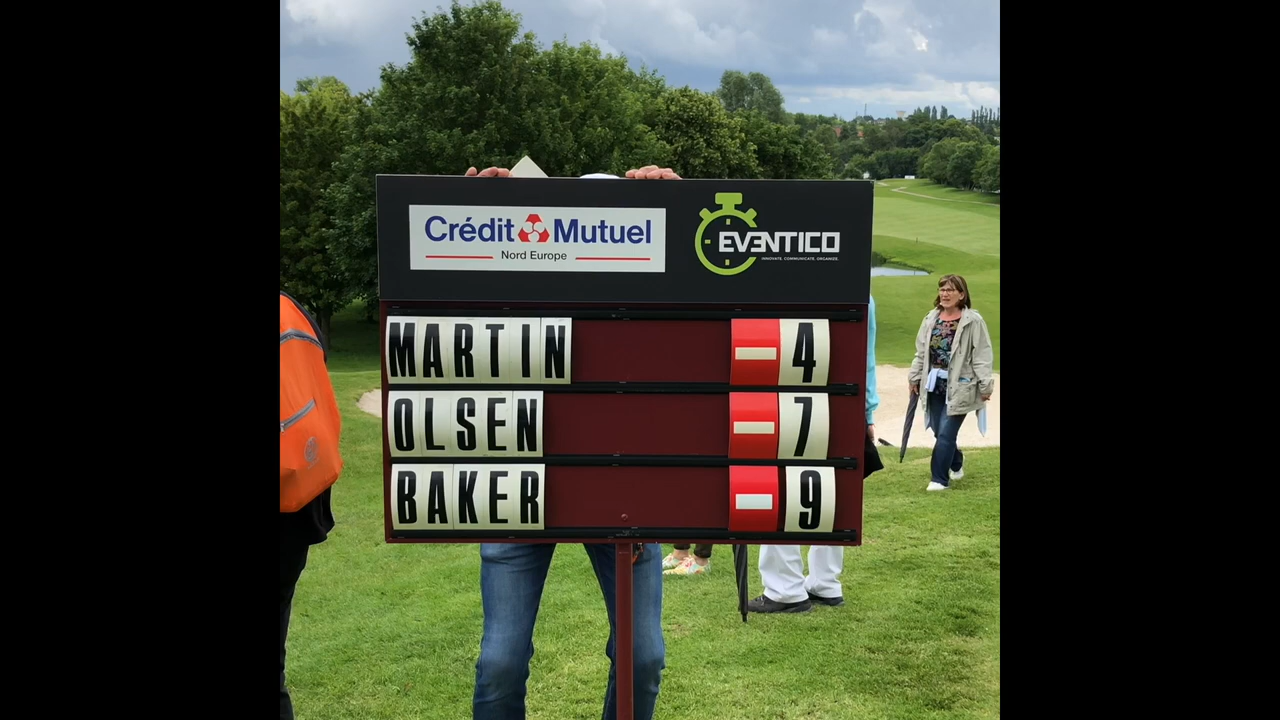 Crédit Mutuel
Nord Europe
EVENTICO
INNOVATE. COMMUNICATE. ORGANIZE.
MARTIN - 4
OLSEN - 7
BAKER - 9